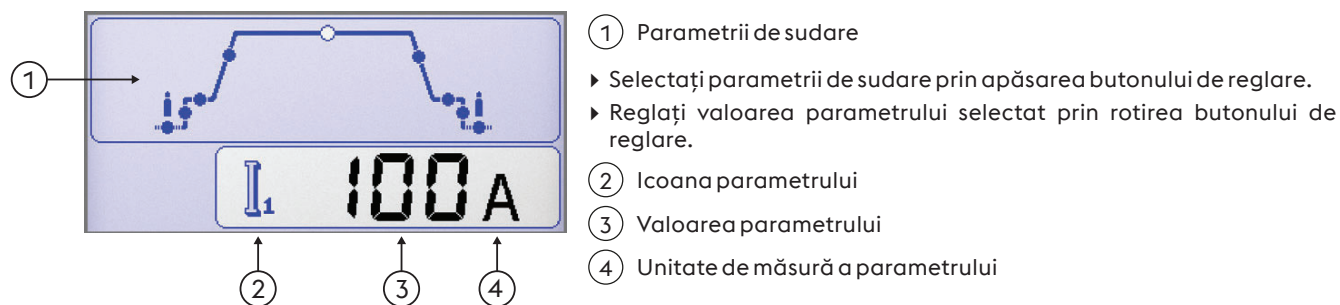 1 Parametrii de sudare
1
▸ Selectați parametrii de sudare prin apăsarea butonului de reglare.
▸ Reglați valoarea parametrului selectat prin rotirea butonului de
reglare.
I1 100 A
2 Icoana parametrului
3 Valoarea parametrului
4 Unitate de măsură a parametrului
2 3 4